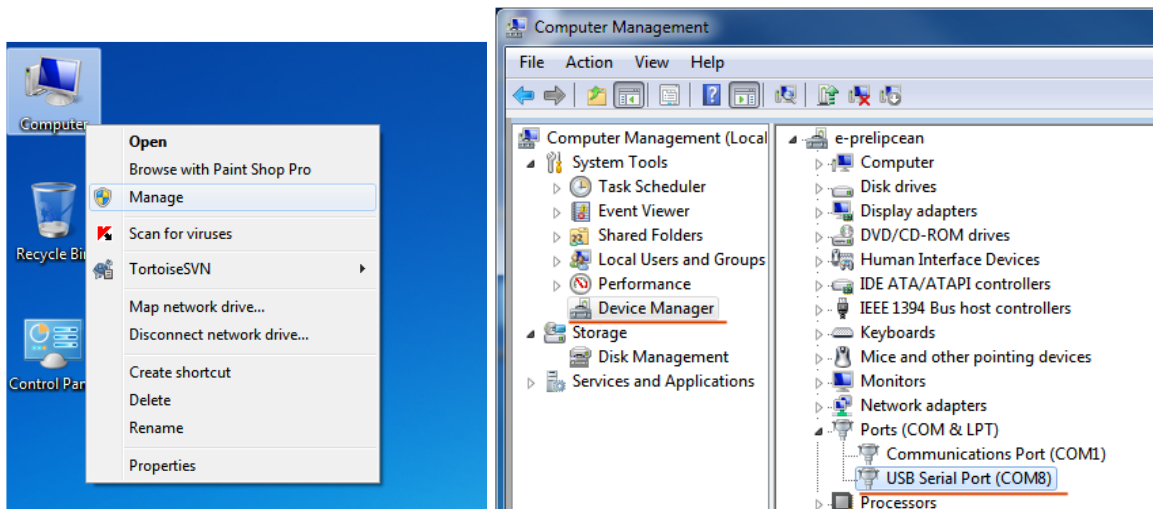 Computer
Recycle Bin
Control Pan
Open
Browse with Paint Shop Pro
Manage
Scan for viruses
TortoiseSVN
Map network drive...
Disconnect network drive...
Create shortcut
Delete
Rename
Properties
Computer Management
File Action View Help
Computer Management (Local
System Tools
Task Scheduler
Event Viewer
Shared Folders
Local Users and Groups
Performance
Device Manager
Storage
Disk Management
Services and Applications
e-prelipcean
Computer
Disk drives
Display adapters
DVD/CD-ROM drives
Human Interface Devices
IDE ATA/ATAPI controllers
IEEE 1394 Bus host controllers
Keyboards
Mice and other pointing devices
Monitors
Network adapters
Ports (COM & LPT)
Communications Port (COM1)
USB Serial Port (COM8)
Processors